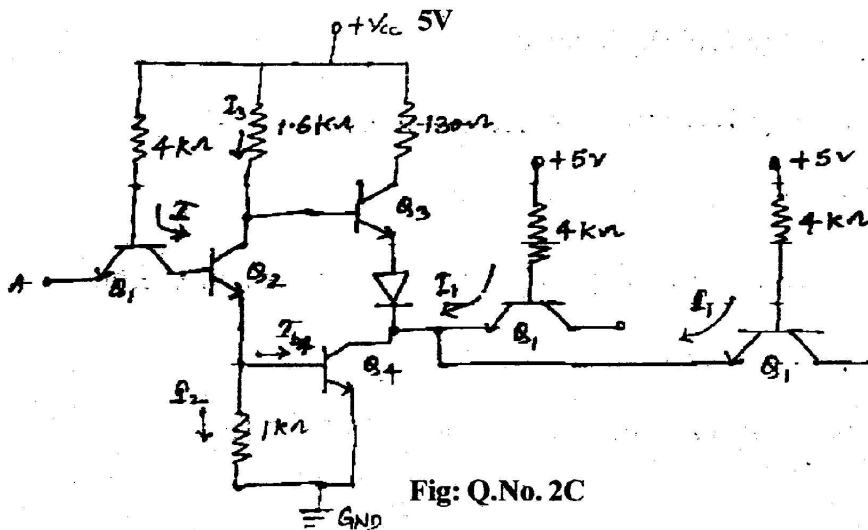 +Vcc 5V
I3
1.6kΩ
130Ω
4kΩ
+5V
+5V
I
Q3
4kΩ
4kΩ
A
Q1
Q2
I1
I1
Ib4
Q4
Q1
Q1
I2
1kΩ
Fig: Q.No. 2C
GND